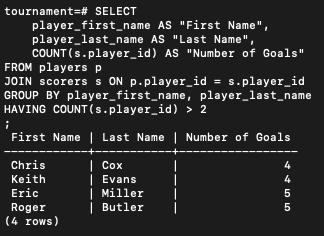 tournament=# SELECT
    player_first_name AS "First Name",
    player_last_name AS "Last Name",
    COUNT(s.player_id) AS "Number of Goals"
FROM players p
JOIN scorers s ON p.player_id = s.player_id
GROUP BY player_first_name, player_last_name
HAVING COUNT(s.player_id) > 2
;
 First Name | Last Name | Number of Goals
------------+-----------+-----------------
 Chris      | Cox       |               4
 Keith      | Evans     |               4
 Eric       | Miller    |               5
 Roger      | Butler    |               5
(4 rows)